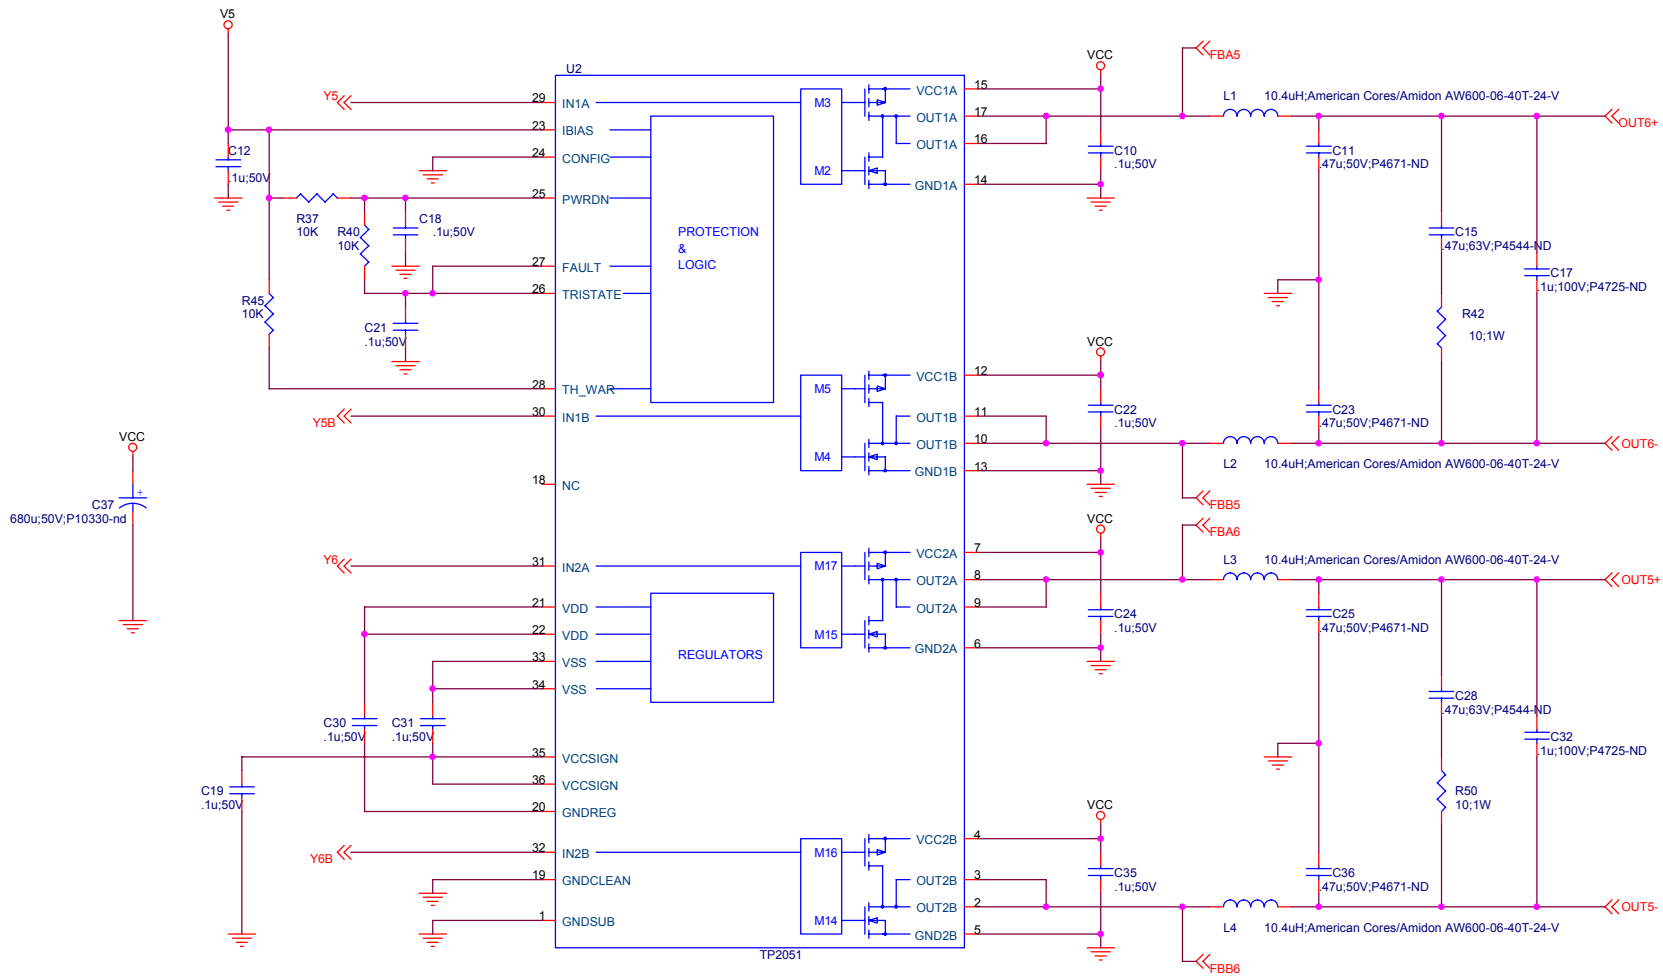 V5
U2
VCC
FBA5
Y5
29
IN1A
M3
VCC1A
15
L1
10.4uH;American Cores/Amidon AW600-06-40T-24-V
23
IBIAS
OUT1A
17
OUT6+
C12
.1u;50V
24
CONFIG
OUT1A
16
C10
.1u;50V
C11
.47u;50V;P4671-ND
M2
GND1A
14
25
PWRDN
R37
10K
R40
10K
C18
.1u;50V
PROTECTION
&
LOGIC
C15
.47u;63V;P4544-ND
27
FAULT
C17
.1u;100V;P4725-ND
26
TRISTATE
R45
10K
C21
.1u;50V
R42
10;1W
VCC
28
TH_WAR
M5
VCC1B
12
30
IN1B
Y5B
OUT1B
11
C22
.1u;50V
C23
.47u;50V;P4671-ND
VCC
OUT1B
10
OUT6-
M4
GND1B
13
L2
10.4uH;American Cores/Amidon AW600-06-40T-24-V
18
NC
C37
+
680u;50V;P10330-nd
FBB5
VCC
FBA6
Y6
31
IN2A
M17
VCC2A
7
L3
10.4uH;American Cores/Amidon AW600-06-40T-24-V
OUT2A
8
OUT5+
21
VDD
OUT2A
9
C24
.1u;50V
C25
.47u;50V;P4671-ND
22
VDD
M15
GND2A
6
33
VSS
REGULATORS
34
VSS
C28
.47u;63V;P4544-ND
C30
.1u;50V
C31
.1u;50V
C32
.1u;100V;P4725-ND
35
VCCSIGN
36
VCCSIGN
C19
.1u;50V
R50
10;1W
20
GNDREG
VCC
Y6B
32
IN2B
M16
VCC2B
4
19
GNDCLEAN
OUT2B
3
C35
.1u;50V
C36
.47u;50V;P4671-ND
1
GNDSUB
M14
OUT2B
2
OUT5-
GND2B
5
L4
10.4uH;American Cores/Amidon AW600-06-40T-24-V
TP2051
FBB6